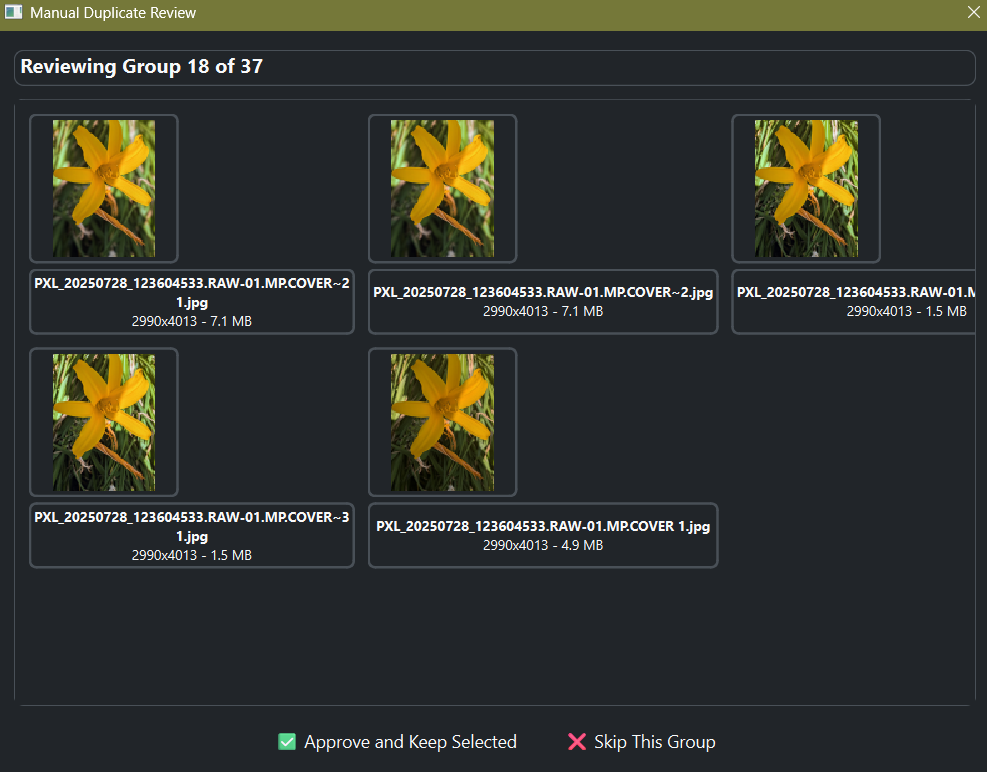 Manual Duplicate Review
Reviewing Group 18 of 37
PXL_20250728_123604533.RAW-01.MP.COVER~2
1.jpg
2990x4013 - 7.1 MB
PXL_20250728_123604533.RAW-01.MP.COVER~2.jpg
2990x4013 - 7.1 MB
PXL_20250728_123604533.RAW-01.M
2990x4013 - 1.5 MB
PXL_20250728_123604533.RAW-01.MP.COVER~3
1.jpg
2990x4013 - 1.5 MB
PXL_20250728_123604533.RAW-01.MP.COVER 1.jpg
2990x4013 - 4.9 MB
Approve and Keep Selected
Skip This Group